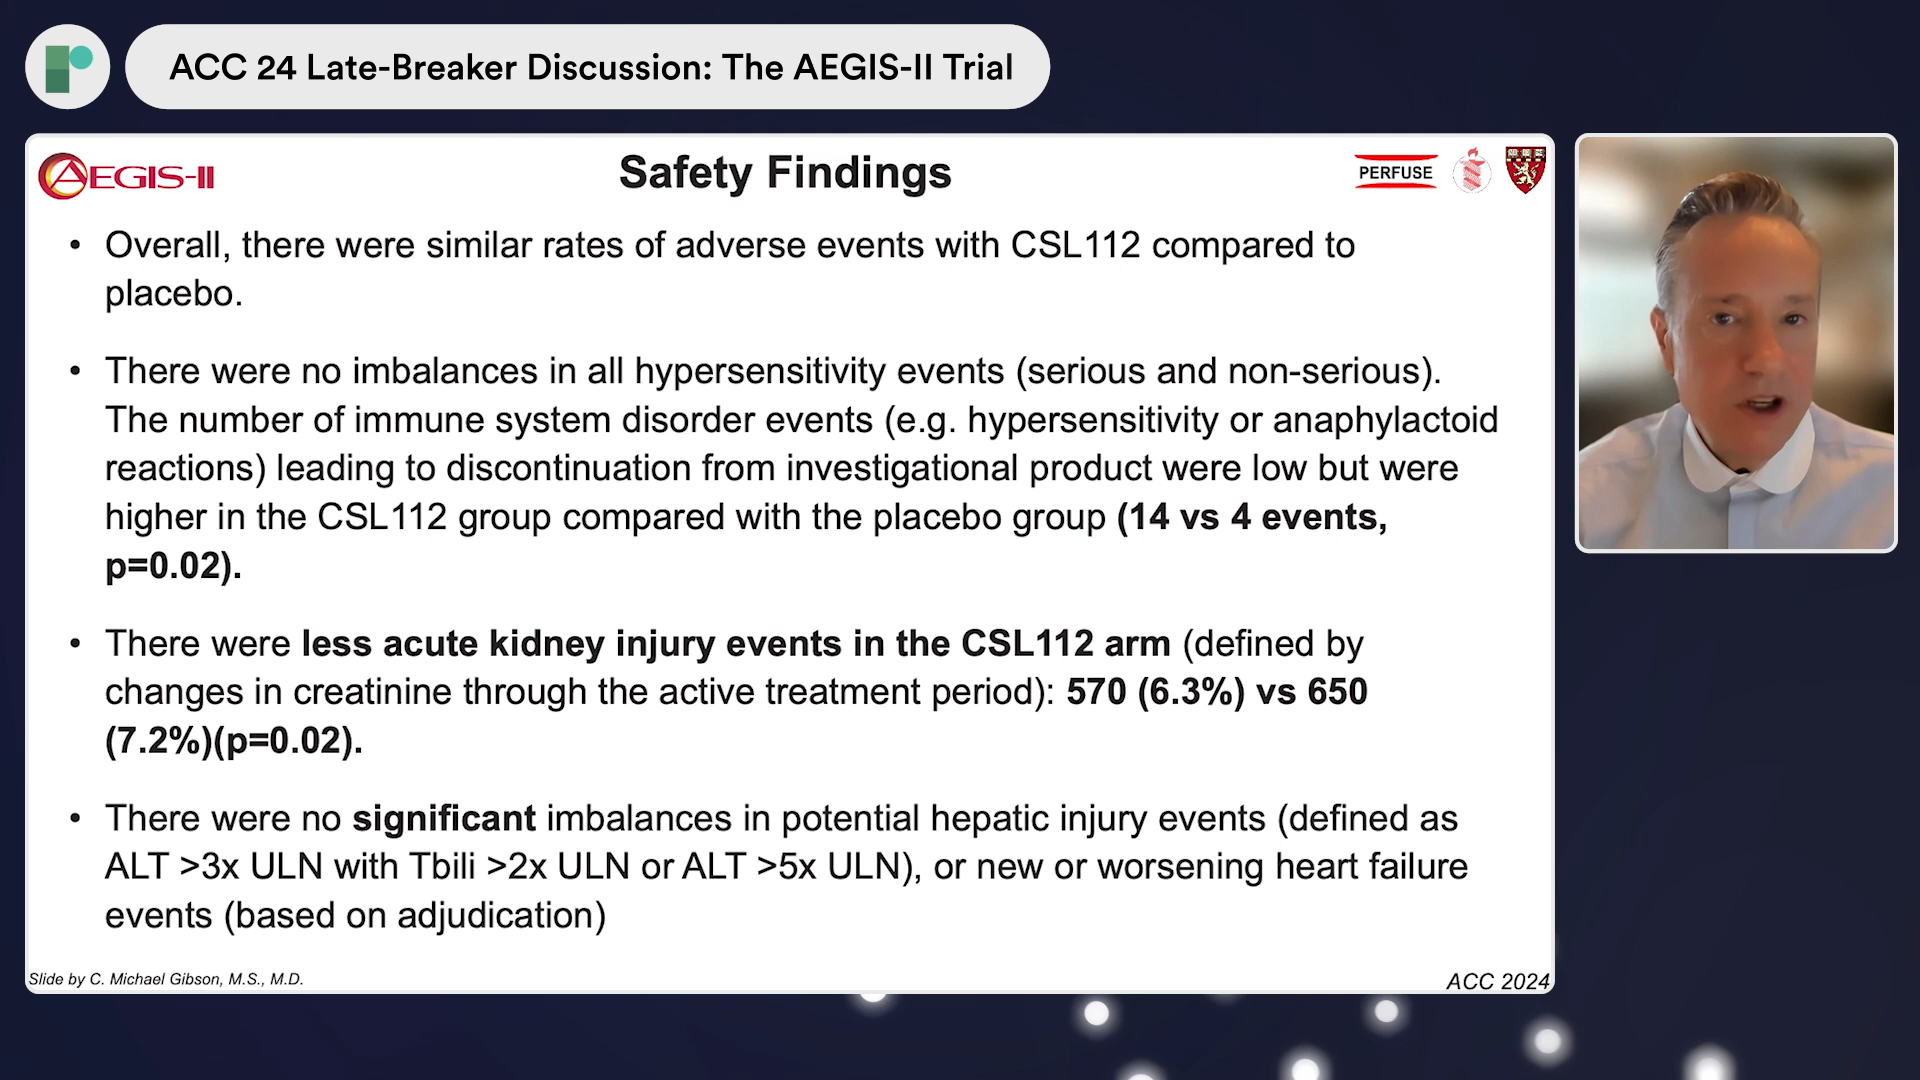 ACC 24 Late-Breaker Discussion: The AEGIS-II Trial
AEGIS-II
Safety Findings
PERFUSE
• Overall, there were similar rates of adverse events with CSL112 compared to
placebo.
• There were no imbalances in all hypersensitivity events (serious and non-serious).
The number of immune system disorder events (e.g. hypersensitivity or anaphylactoid
reactions) leading to discontinuation from investigational product were low but were
higher in the CSL112 group compared with the placebo group (14 vs 4 events,
p=0.02).
• There were less acute kidney injury events in the CSL112 arm (defined by
changes in creatinine through the active treatment period): 570 (6.3%) vs 650
(7.2%)(p=0.02).
• There were no significant imbalances in potential hepatic injury events (defined as
ALT >3x ULN with Tbili >2x ULN or ALT >5x ULN), or new or worsening heart failure
events (based on adjudication)
Slide by C. Michael Gibson, M.S., M.D.
ACC 2024